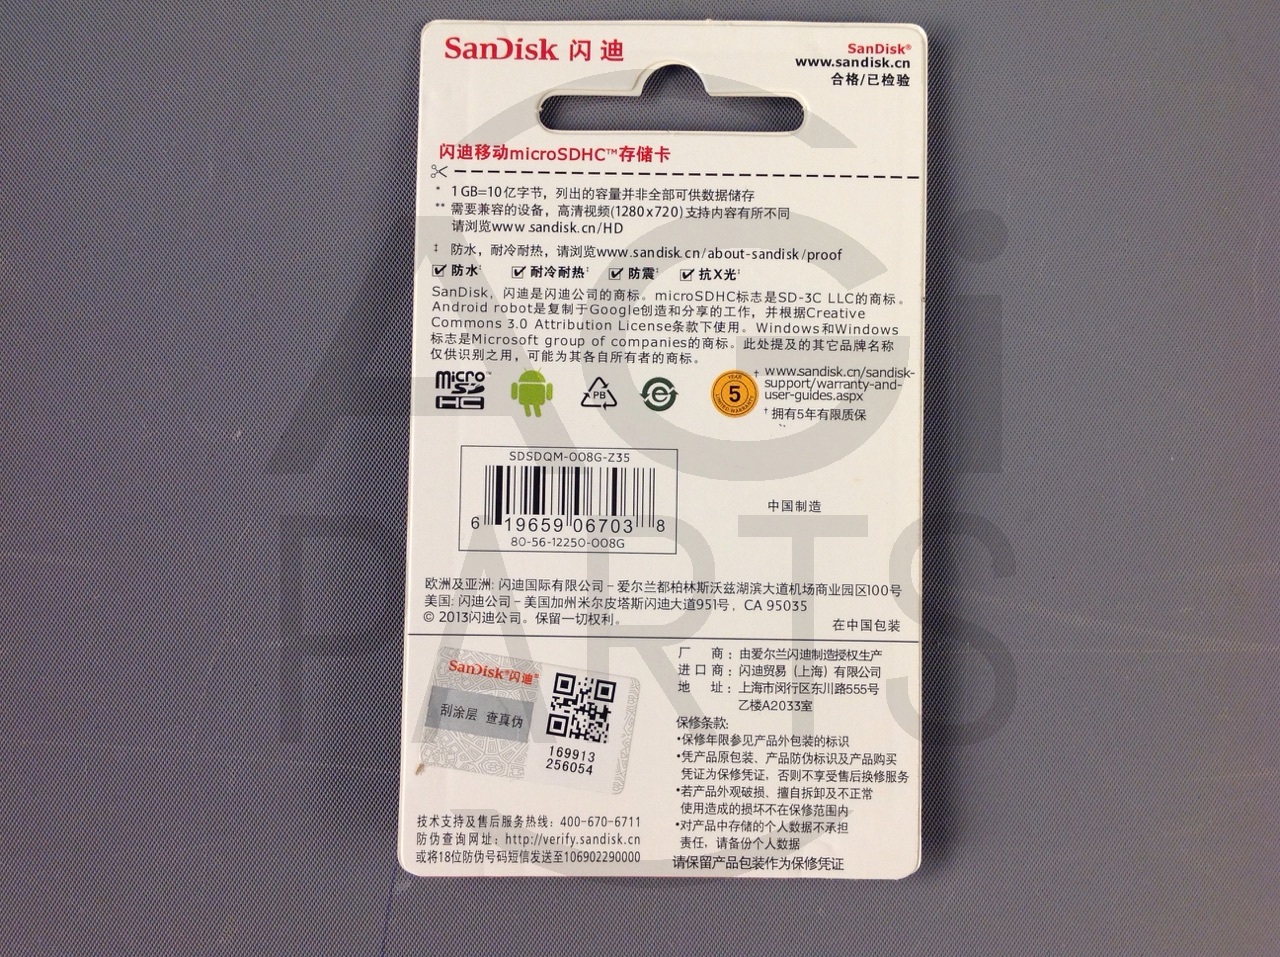 SanDisk 闪迪
SanDisk®
www.sandisk.cn
合格/已检验
闪迪移动microSDHC™存储卡
* 1GB=10亿字节，列出的容量并非全部可供数据储存
** 需要兼容的设备，高清视频(1280x720)支持内容有所不同
请浏览www.sandisk.cn/HD
‡ 防水，耐冷耐热，请浏览www.sandisk.cn/about-sandisk/proof
防水‡ 耐冷耐热‡ 防震‡ 抗X光‡
SanDisk，闪迪是闪迪公司的商标。microSDHC标志是SD-3C LLC的商标。
Android robot是复制于Google创造和分享的工作，并根据Creative
Commons 3.0 Attribution License条款下使用。Windows和Windows
标志是Microsoft group of companies的商标。此处提及的其它品牌名称
仅供识别之用，可能为其各自所有者的商标。
micro™
SD
HC
PB
e
YEAR
5
LIMITED WARRANTY
† www.sandisk.cn/sandisk-
support/warranty-and-
user-guides.aspx
† 拥有5年有限质保
SDSDQM-008G-Z35
6 19659 06703 8
80-56-12250-008G
中国制造
欧洲及亚洲: 闪迪国际有限公司 – 爱尔兰都柏林斯沃兹湖滨大道机场商业园区100号
美国: 闪迪公司 – 美国加州米尔皮塔斯闪迪大道951号，CA 95035
© 2013闪迪公司。保留一切权利。
在中国包装
SanDisk®闪迪®
刮涂层 查真伪
169913
256054
技术支持及售后服务热线：400-670-6711
防伪查询网址：http://verify.sandisk.cn
或将18位防伪号码短信发送至106902290000
厂 商：由爱尔兰闪迪制造授权生产
进口商：闪迪贸易（上海）有限公司
地 址：上海市闵行区东川路555号
乙楼A2033室
保修条款:
•保修年限参见产品外包装的标识
•凭产品原包装、产品防伪标识及产品购买
凭证为保修凭证，否则不享受售后换修服务
•若产品外观破损、擅自拆卸及不正常
使用造成的损坏不在保修范围内
•对产品中存储的个人数据不承担
责任，请备份个人数据
请保留产品包装作为保修凭证
AGi
PARTS